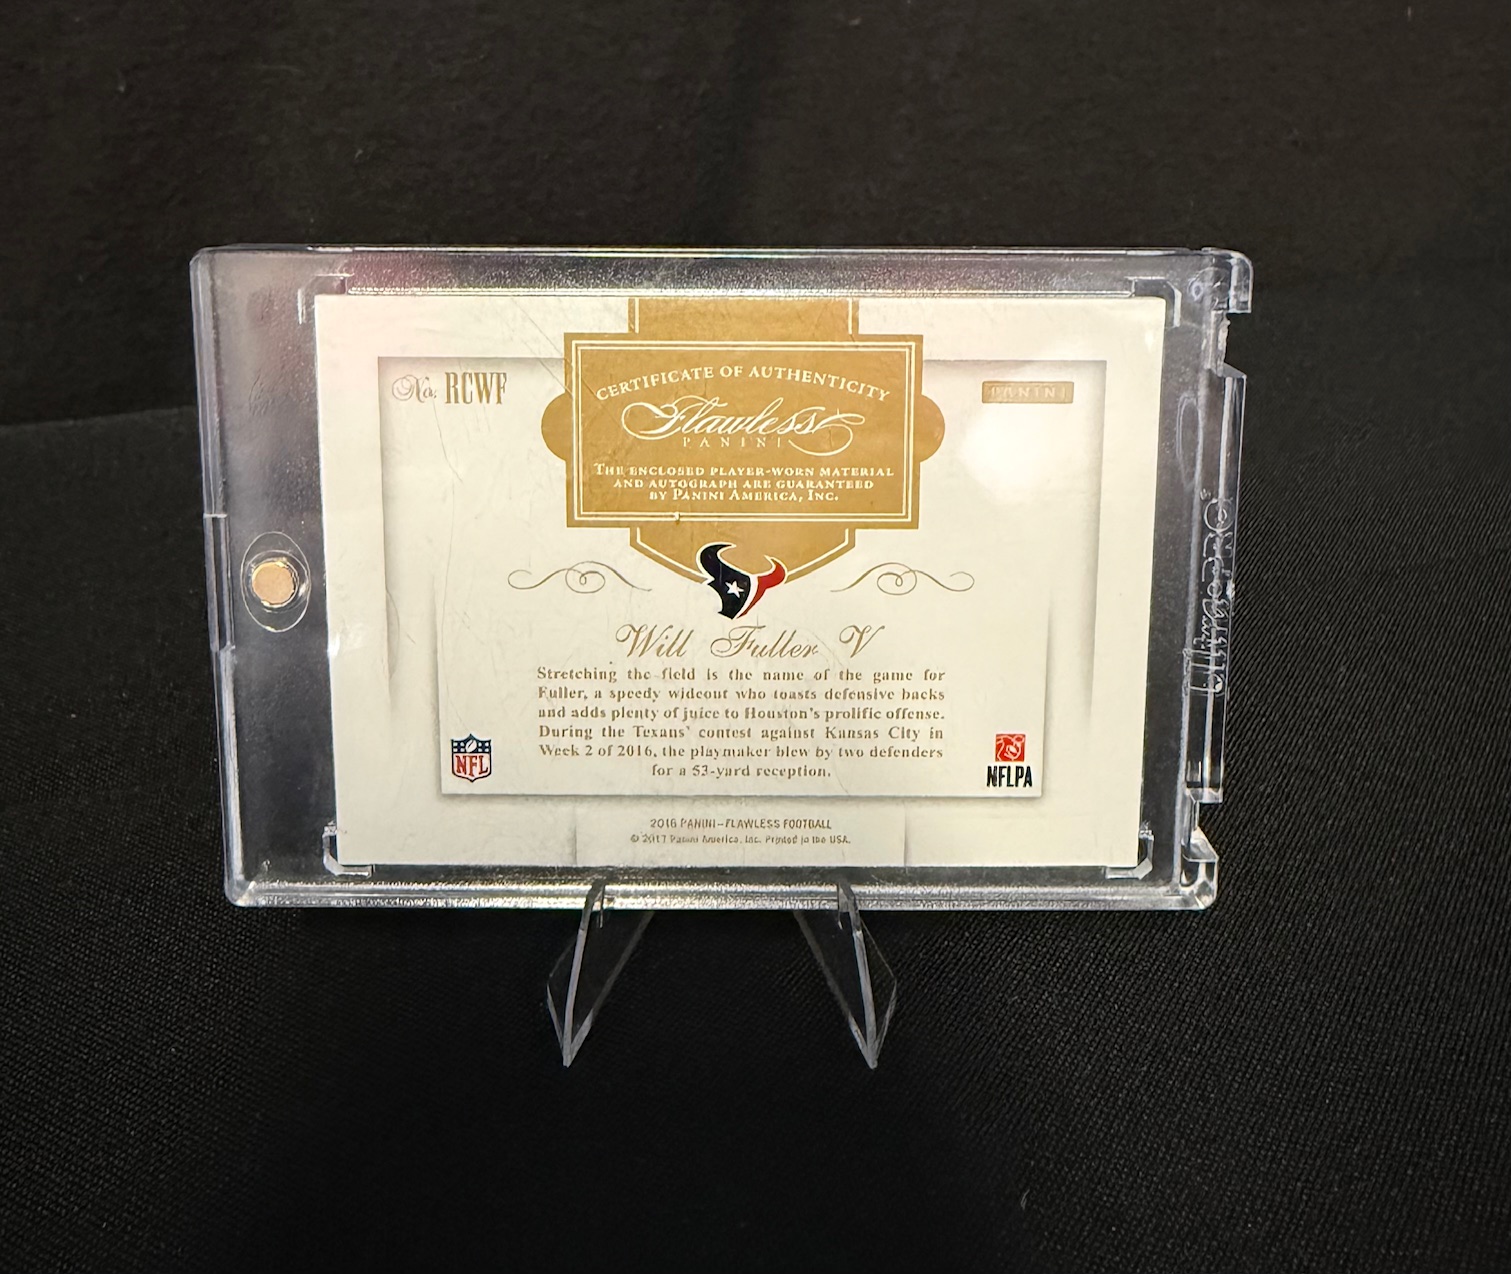 No. RCWF
PANINI
CERTIFICATE OF AUTHENTICITY
Flawless
PANINI
THE ENCLOSED PLAYER-WORN MATERIAL
AND AUTOGRAPH ARE GUARANTEED
BY PANINI AMERICA, INC.
Will Fuller V
Stretching the field is the name of the game for
Fuller, a speedy wideout who toasts defensive backs
and adds plenty of juice to Houston's prolific offense.
During the Texans' contest against Kansas City in
Week 2 of 2016, the playmaker blew by two defenders
for a 53-yard reception.
NFL
NFLPA
2016 PANINI–FLAWLESS FOOTBALL
© 2017 Panini America, Inc. Printed in the USA.